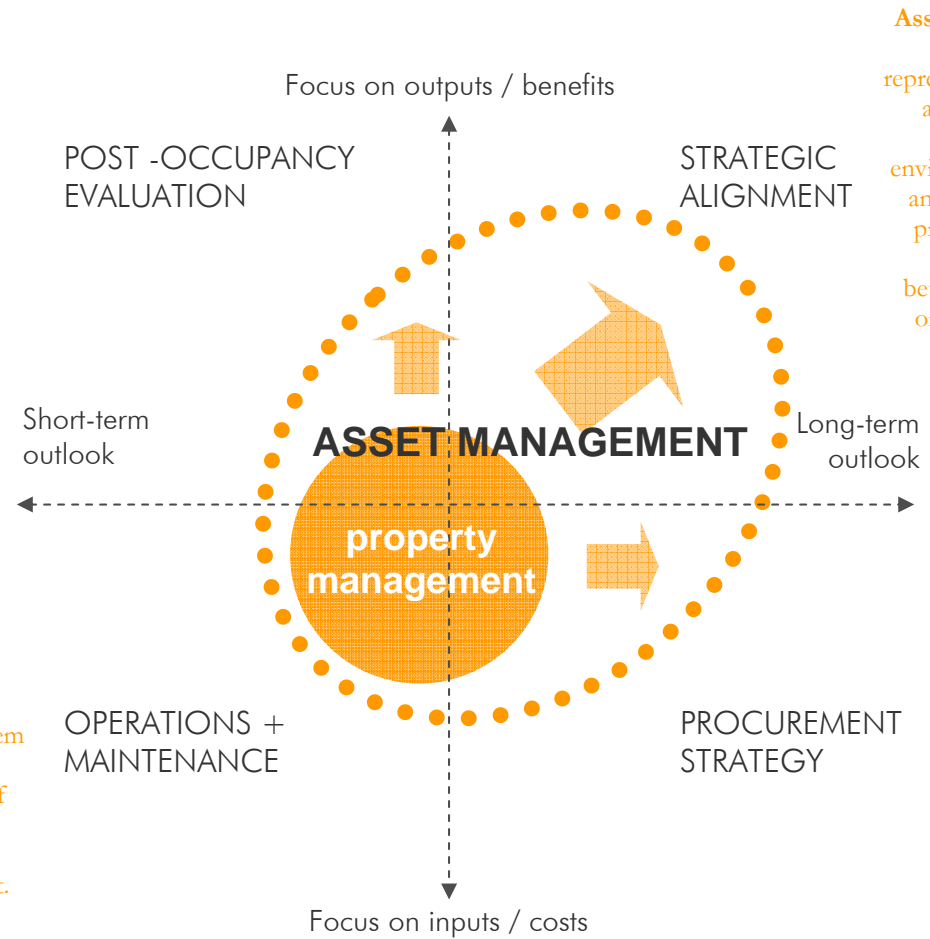 Focus on outputs / benefits
POST -OCCUPANCY
EVALUATION
STRATEGIC
ALIGNMENT
Short-term
outlook
ASSET MANAGEMENT
Long-term
outlook
property
management
OPERATIONS +
MAINTENANCE
PROCUREMENT
STRATEGY
Focus on inputs / costs